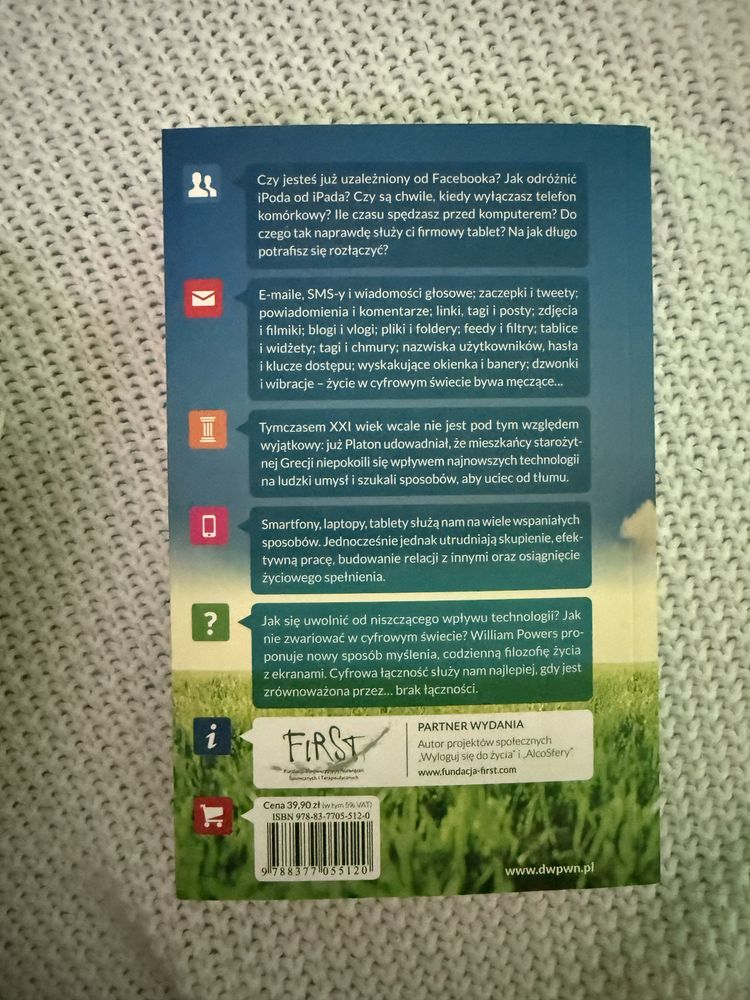 Czy jesteś już uzależniony od Facebooka? Jak odróżnić
iPoda od iPada? Czy są chwile, kiedy wyłączasz telefon
komórkowy? Ile czasu spędzasz przed komputerem? Do
czego tak naprawdę służy ci firmowy tablet? Na jak długo
potrafisz się rozłączyć?
E-maile, SMS-y i wiadomości głosowe; zaczepki i tweety;
powiadomienia i komentarze; linki, tagi i posty; zdjęcia
i filmiki; blogi i vlogi; pliki i foldery; feedy i filtry; tablice
i widżety; tagi i chmury; nazwiska użytkowników, hasła
i klucze dostępu; wyskakujące okienka i banery; dzwonki
i wibracje – życie w cyfrowym świecie bywa męczące...
Tymczasem XXI wiek wcale nie jest pod tym względem
wyjątkowy: już Platon udowadniał, że mieszkańcy starożyt-
nej Grecji niepokoili się wpływem najnowszych technologii
na ludzki umysł i szukali sposobów, aby uciec od tłumu.
Smartfony, laptopy, tablety służą nam na wiele wspaniałych
sposobów. Jednocześnie jednak utrudniają skupienie, efek-
tywną pracę, budowanie relacji z innymi oraz osiągnięcie
życiowego spełnienia.
?
Jak się uwolnić od niszczącego wpływu technologii? Jak
nie zwariować w cyfrowym świecie? William Powers pro-
ponuje nowy sposób myślenia, codzienną filozofię życia
z ekranami. Cyfrowa łączność służy nam najlepiej, gdy jest
zrównoważona przez... brak łączności.
i
FIRST
Społecznych i Terapeutycznych
PARTNER WYDANIA
Autor projektów społecznych
„Wyloguj się do życia" i „AlcoSfery"
www.fundacja-first.com
Cena 39,90 zł (w tym 5% VAT)
ISBN 978-83-7705-512-0
9 788377 055120
www.dwpwn.pl